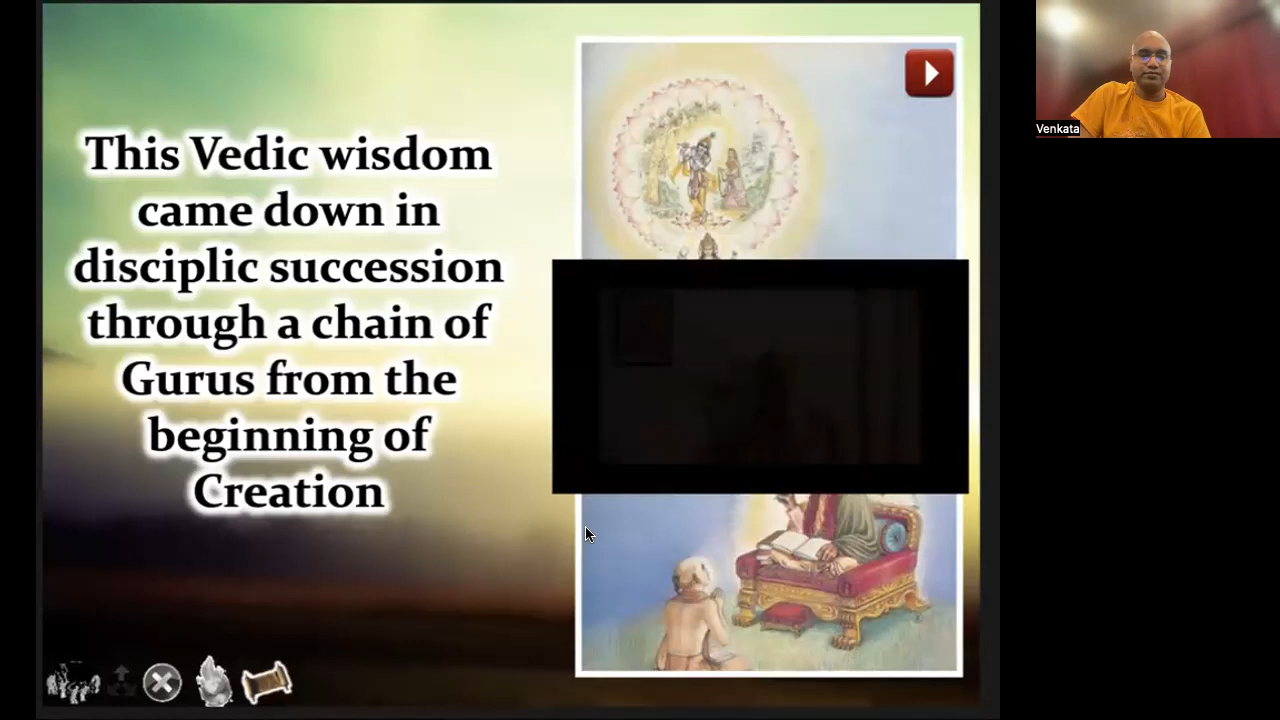 This Vedic wisdom
came down in
disciplic succession
through a chain of
Gurus from the
beginning of
Creation
Venkata